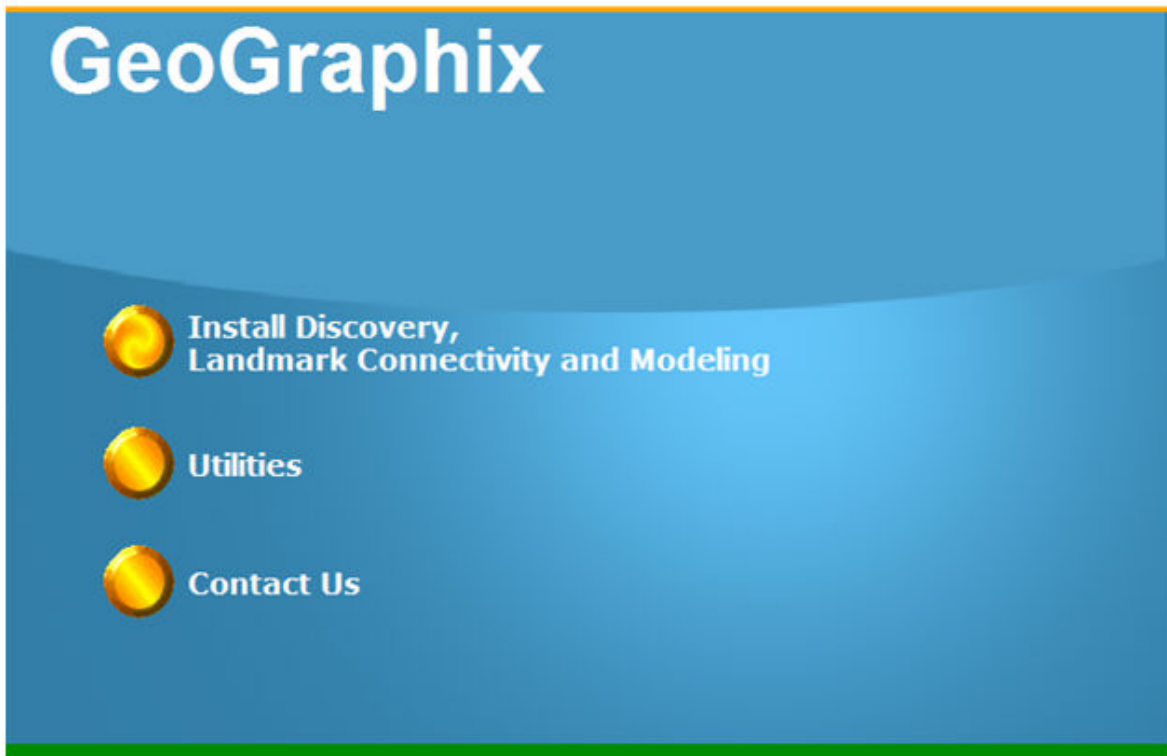 GeoGraphix
Install Discovery,
Landmark Connectivity and Modeling
Utilities
Contact Us